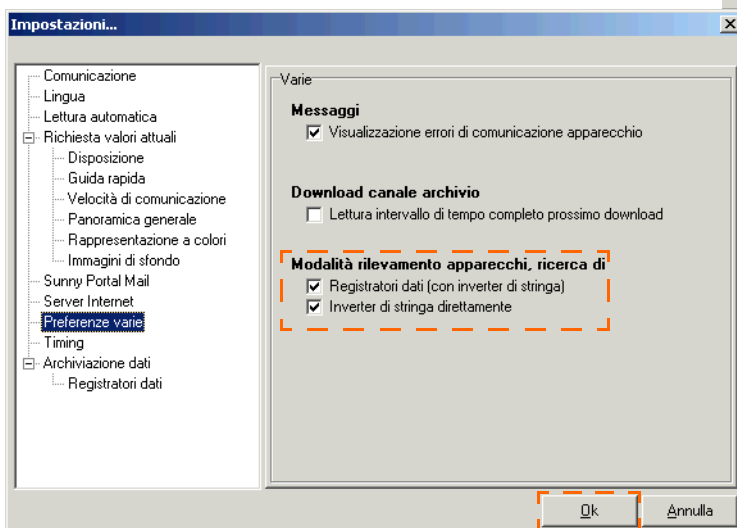 Impostazioni...
Comunicazione
Lingua
Lettura automatica
Richiesta valori attuali
Disposizione
Guida rapida
Velocità di comunicazione
Panoramica generale
Rappresentazione a colori
Immagini di sfondo
Sunny Portal Mail
Server Internet
Preferenze varie
Timing
Archiviazione dati
Registratori dati
Varie
Messaggi
Visualizzazione errori di comunicazione apparecchio
Download canale archivio
Lettura intervallo di tempo completo prossimo download
Modalità rilevamento apparecchi, ricerca di
Registratori dati (con inverter di stringa)
Inverter di stringa direttamente
Ok
Annulla